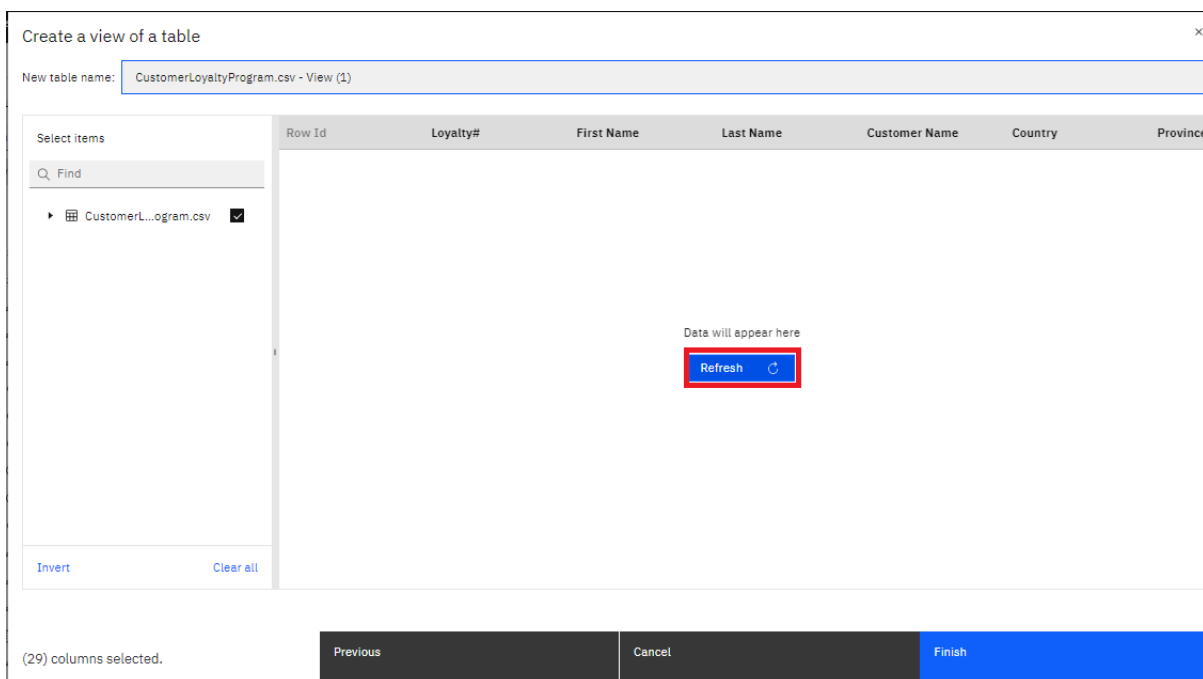 Create a view of a table
×
New table name: CustomerLoyaltyProgram.csv - View (1)
Select items
Find
CustomerL...ogram.csv
Row Id Loyalty# First Name Last Name Customer Name Country Province
Data will appear here
Refresh
Invert Clear all
(29) columns selected.
Previous Cancel Finish